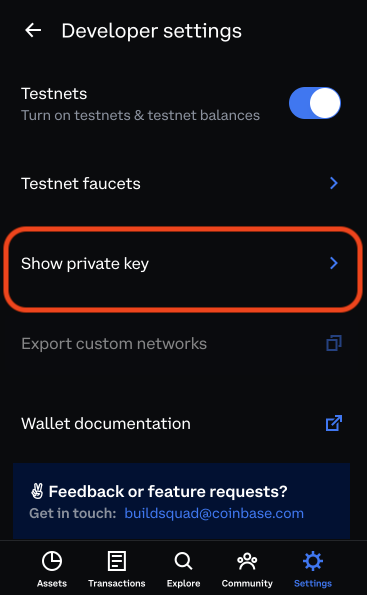 Developer settings
Testnets
Turn on testnets & testnet balances
Testnet faucets
Show private key
Export custom networks
Wallet documentation
✌ Feedback or feature requests?
Get in touch: buildsquad@coinbase.com
Assets Transactions Explore Community Settings